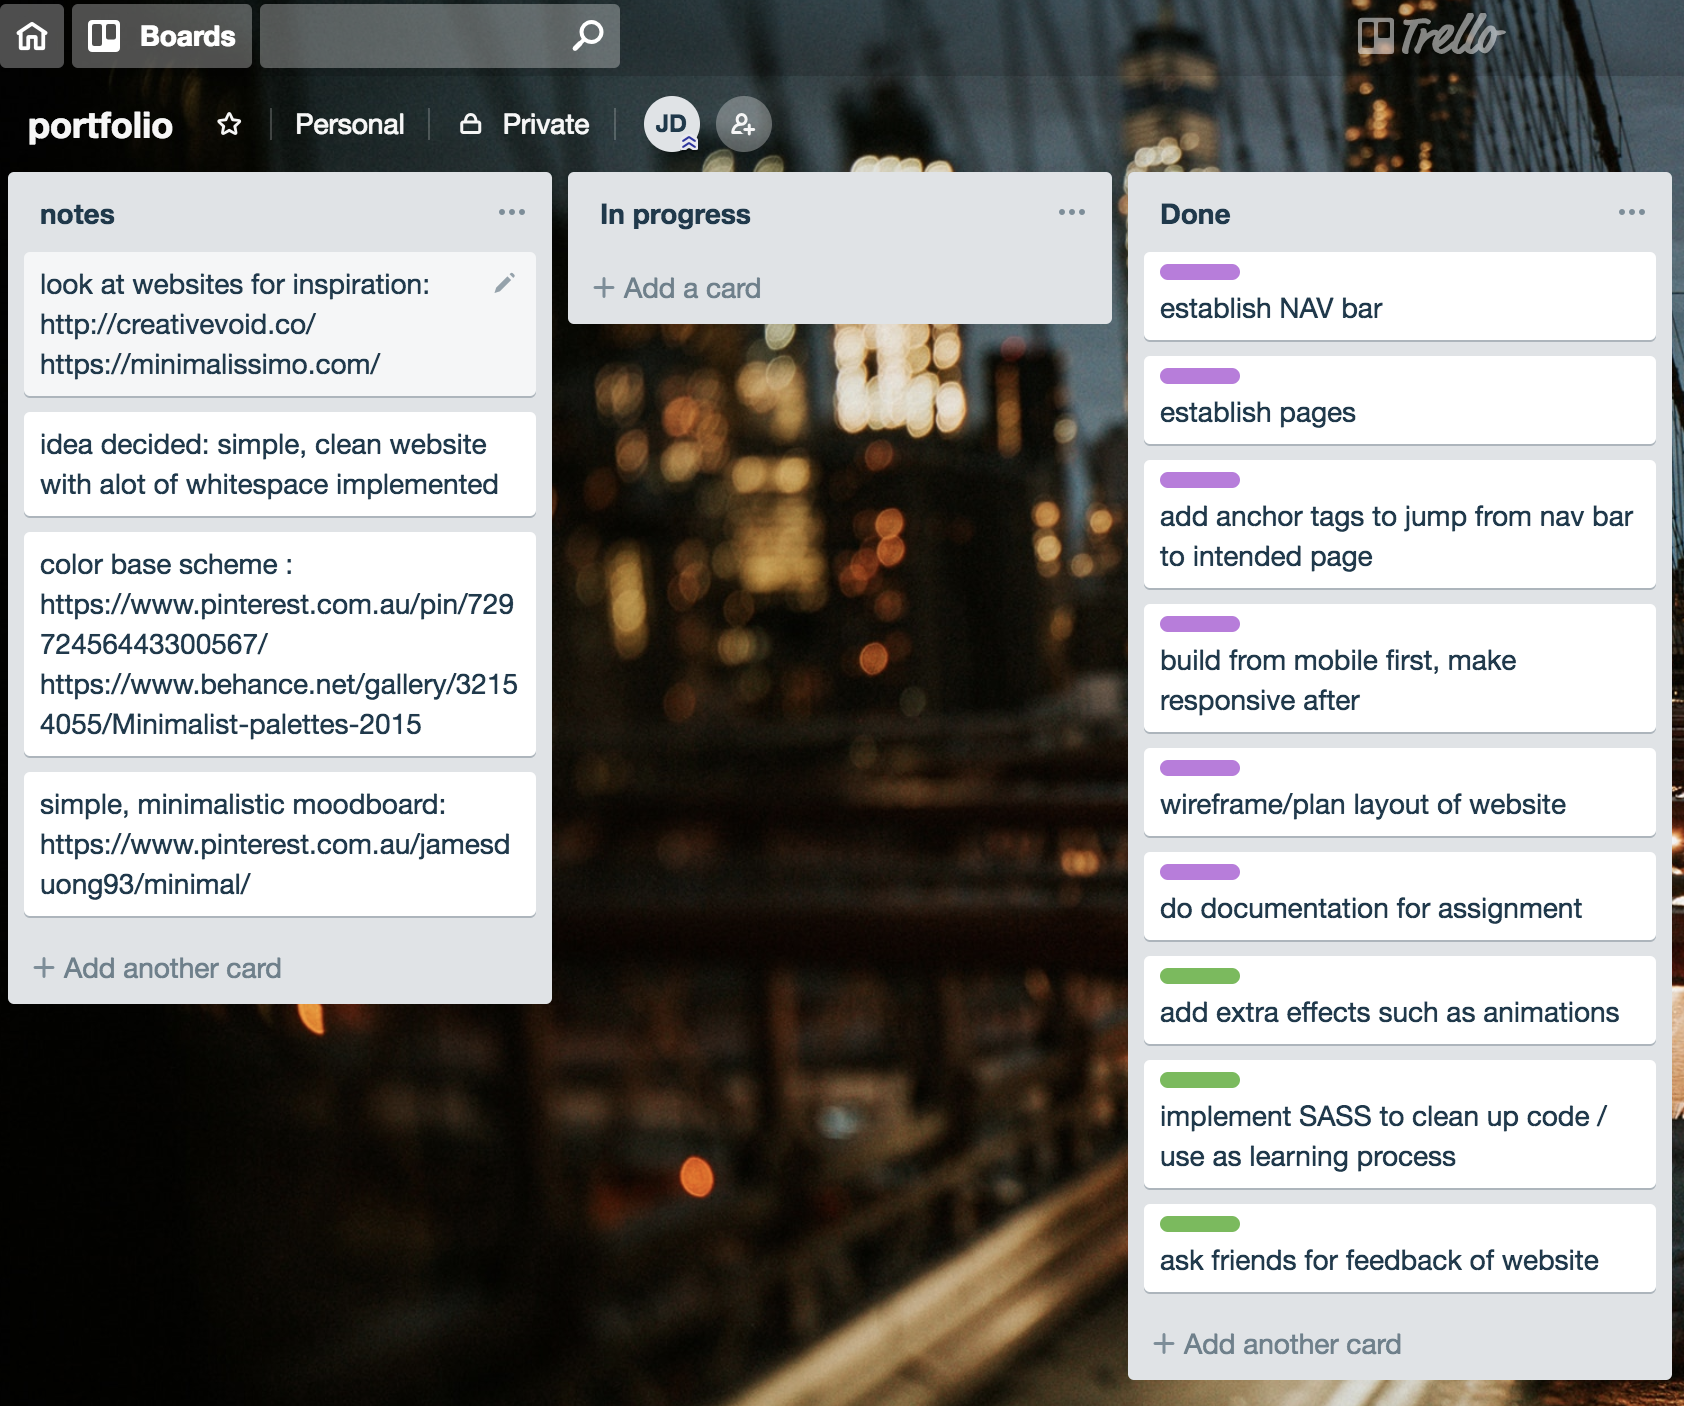 Boards
Trello
portfolio
Personal
Private
JD
notes
look at websites for inspiration:
http://creativevoid.co/
https://minimalissimo.com/
idea decided: simple, clean website
with alot of whitespace implemented
color base scheme :
https://www.pinterest.com.au/pin/729
72456443300567/
https://www.behance.net/gallery/3215
4055/Minimalist-palettes-2015
simple, minimalistic moodboard:
https://www.pinterest.com.au/jamesd
uong93/minimal/
+ Add another card
In progress
+ Add a card
Done
establish NAV bar
establish pages
add anchor tags to jump from nav bar
to intended page
build from mobile first, make
responsive after
wireframe/plan layout of website
do documentation for assignment
add extra effects such as animations
implement SASS to clean up code /
use as learning process
ask friends for feedback of website
+ Add another card